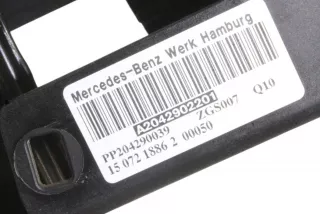 Mercedes-Benz Werk Hamburg
A2042902201
PP204290039 ZGS007 Q10
15 072 1886 2 00050